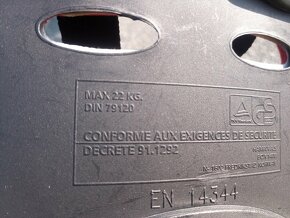 MAX 22 KG.
DIN 79120
CONFORME AUX EXIGENCES DE SECURITE
DECRETE 91.1292
EN 14344